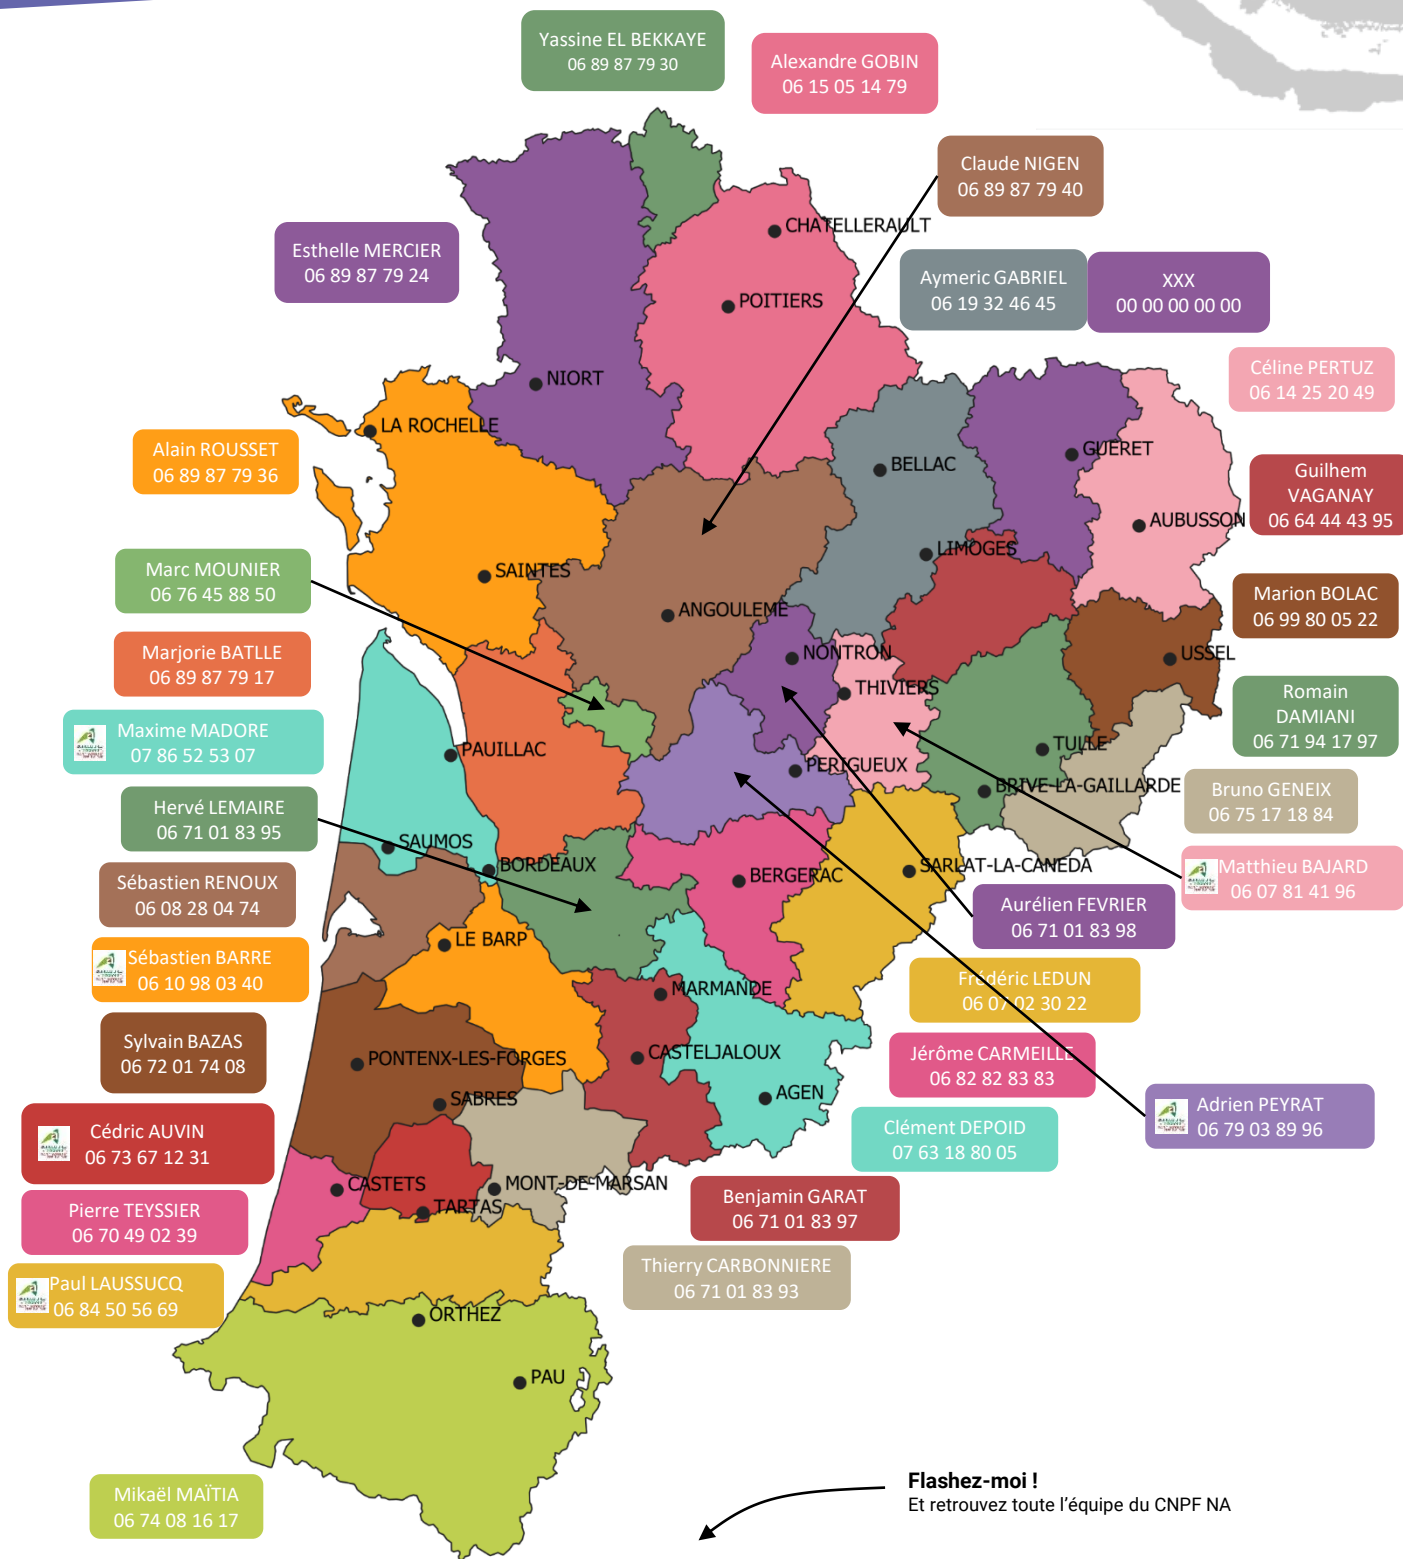 Yassine EL BEKKAYE
06 89 87 79 30
Alexandre GOBIN
06 15 05 14 79
Claude NIGEN
06 89 87 79 40
CHATELLERAULT
Esthelle MERCIER
06 89 87 79 24
Aymeric GABRIEL
06 19 32 46 45
XXX
00 00 00 00 00
POITIERS
Céline PERTUZ
06 14 25 20 49
NIORT
LA ROCHELLE
Alain ROUSSET
06 89 87 79 36
GUERET
BELLAC
Guilhem
VAGANAY
06 64 44 43 95
AUBUSSON
LIMOGES
Marc MOUNIER
06 76 45 88 50
SAINTES
Marion BOLAC
06 99 80 05 22
ANGOULEME
Marjorie BATLLE
06 89 87 79 17
NONTRON
USSEL
THIVIERS
Romain
DAMIANI
06 71 94 17 97
Maxime MADORE
07 86 52 53 07
PAUILLAC
TULLE
PERIGUEUX
BRIVE-LA-GAILLARDE
Bruno GENEIX
06 75 17 18 84
Hervé LEMAIRE
06 71 01 83 95
SAUMOS
BORDEAUX
SARLAT-LA-CANEDA
BERGERAC
Matthieu BAJARD
06 07 81 41 96
Sébastien RENOUX
06 08 28 04 74
Aurélien FEVRIER
06 71 01 83 98
LE BARP
Sébastien BARRE
06 10 98 03 40
Frédéric LEDUN
06 07 02 30 22
MARMANDE
Sylvain BAZAS
06 72 01 74 08
PONTENX-LES-FORGES
CASTELJALOUX
Jérôme CARMEILLE
06 82 82 83 83
SABRES
AGEN
Adrien PEYRAT
06 79 03 89 96
Cédric AUVIN
06 73 67 12 31
Clément DEPOID
07 63 18 80 05
CASTETS
MONT-DE-MARSAN
TARTAS
Benjamin GARAT
06 71 01 83 97
Pierre TEYSSIER
06 70 49 02 39
Thierry CARBONNIERE
06 71 01 83 93
Paul LAUSSUCQ
06 84 50 56 69
ORTHEZ
PAU
Mikaël MAÏTIA
06 74 08 16 17
Flashez-moi !
Et retrouvez toute l'équipe du CNPF NA